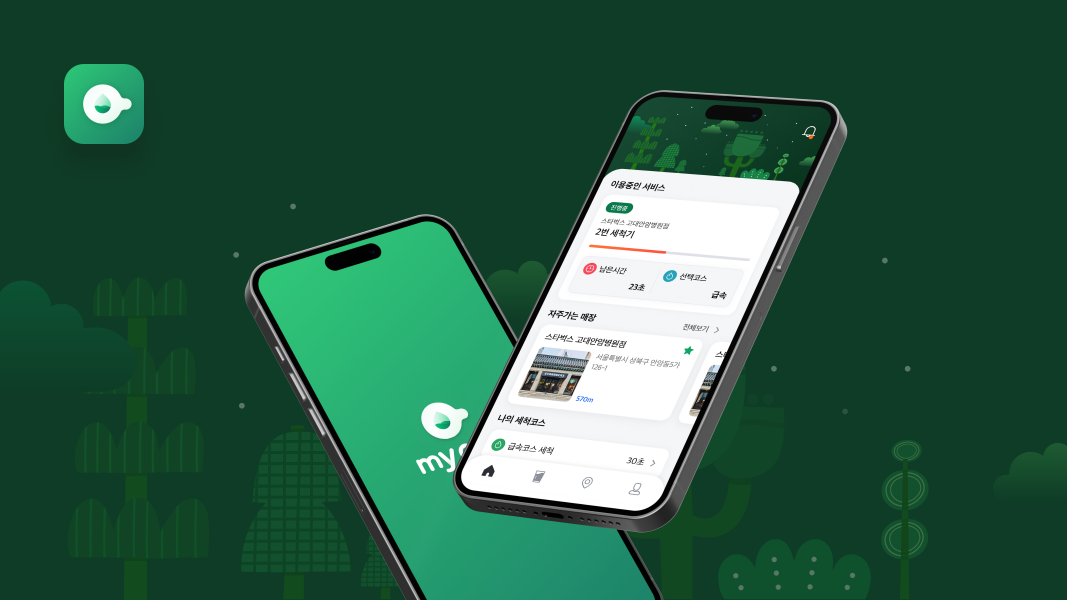 이용중인 서비스
진행중
스타벅스 고대안암병원점
2번 세척기
남은시간
23초
선택코스
급속
자주가는 매장
전체보기
스타벅스 고대안암병원점
서울특별시 성북구 안암동5가
126-1
570m
스타
나의 세척코스
급속코스 세척
30초
my